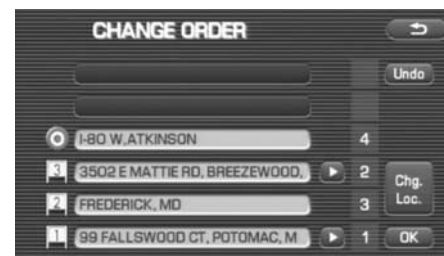 CHANGE ORDER
Undo
I-80 W,ATKINSON 4
3 3502 E MATTIE RD, BREEZEWOOD, 2
Chg.
Loc.
2 FREDERICK, MD 3
1 99 FALLSWOOD CT, POTOMAC, M 1 OK